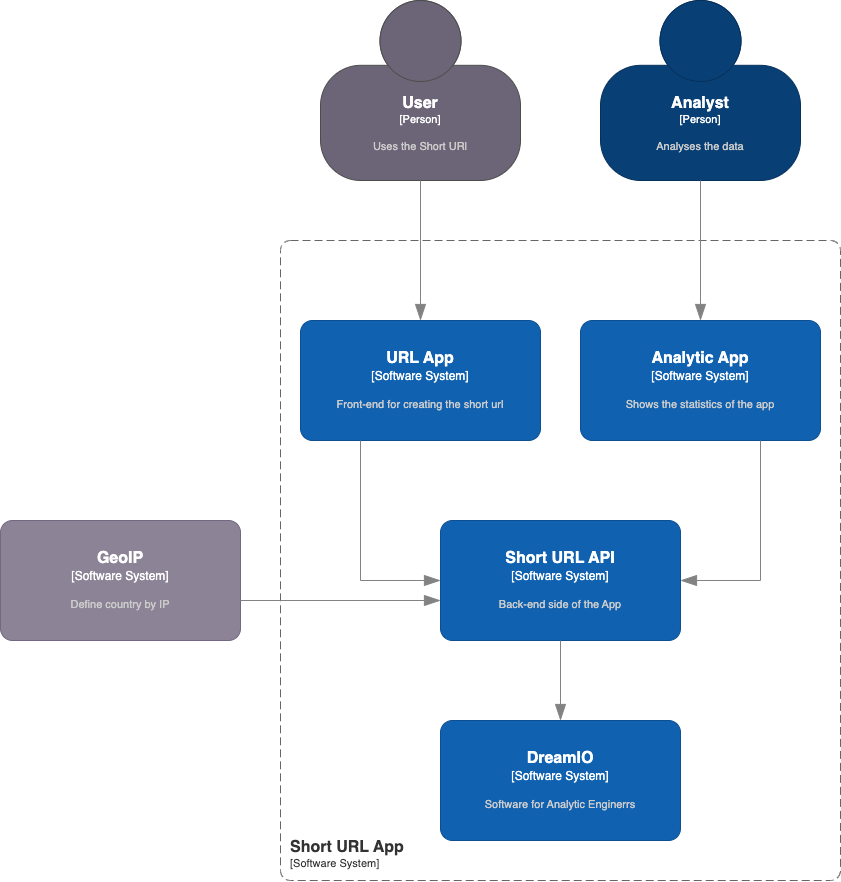 User
[Person]
Uses the Short URI
Analyst
[Person]
Analyses the data
URL App
[Software System]
Front-end for creating the short url
Analytic App
[Software System]
Shows the statistics of the app
GeoIP
[Software System]
Define country by IP
Short URL API
[Software System]
Back-end side of the App
DreamIO
[Software System]
Software for Analytic Enginerrs
Short URL App
[Software System]